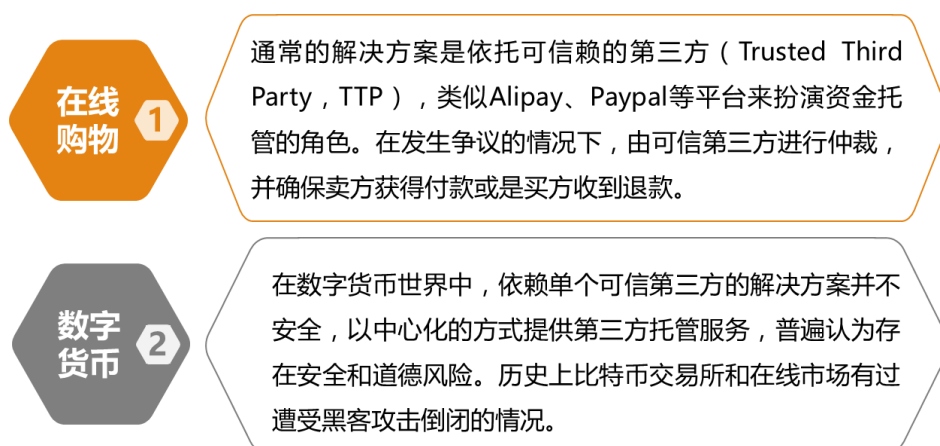 在线
购物
1
通常的解决方案是依托可信赖的第三方（Trusted Third
Party，TTP），类似Alipay、Paypal等平台来扮演资金托
管的角色。在发生争议的情况下，由可信第三方进行仲裁，
并确保卖方获得付款或是买方收到退款。
数字
货币
2
在数字货币世界中，依赖单个可信第三方的解决方案并不
安全，以中心化的方式提供第三方托管服务，普遍认为存
在安全和道德风险。历史上比特币交易所和在线市场有过
遭受黑客攻击倒闭的情况。